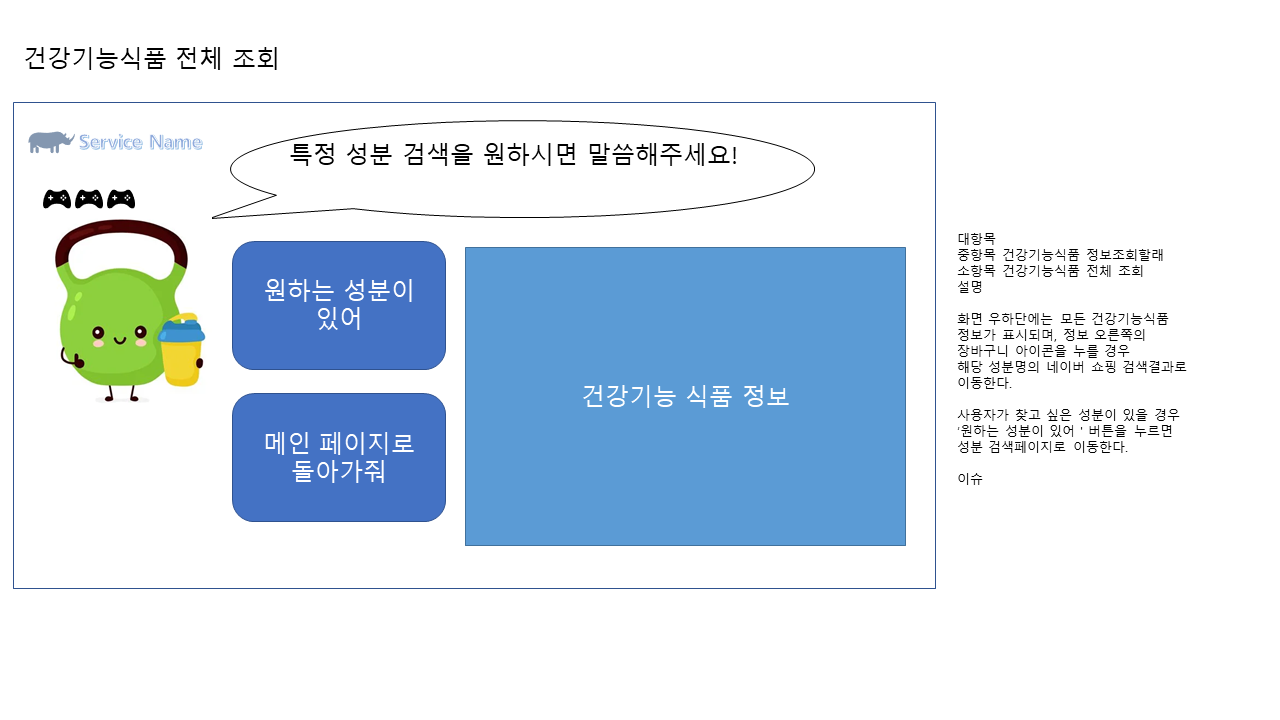 건강기능식품 전체 조회
Service Name
특정 성분 검색을 원하시면 말씀해주세요!
원하는 성분이
있어
메인 페이지로
돌아가줘
건강기능 식품 정보
대항목
중항목 건강기능식품 정보조회할래
소항목 건강기능식품 전체 조회
설명
화면 우하단에는 모든 건강기능식품
정보가 표시되며, 정보 오른쪽의
장바구니 아이콘을 누를 경우
해당 성분명의 네이버 쇼핑 검색결과로
이동한다.
사용자가 찾고 싶은 성분이 있을 경우
'원하는 성분이 있어 ' 버튼을 누르면
성분 검색페이지로 이동한다.
이슈